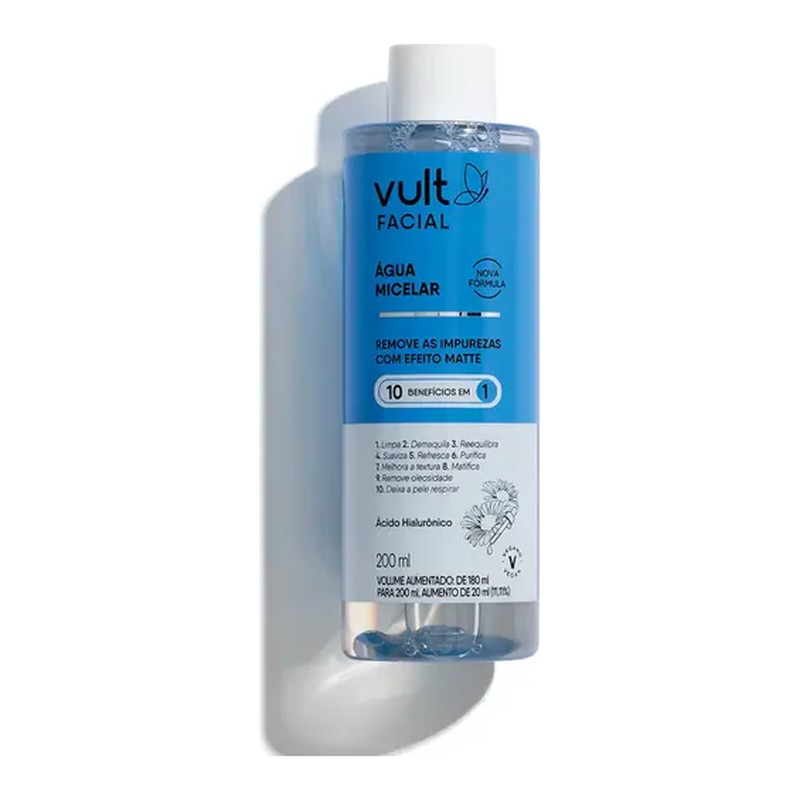 vult
FACIAL
ÁGUA
MICELAR
NOVA
FÓRMULA
REMOVE AS IMPUREZAS
COM EFEITO MATTE
10 BENEFÍCIOS EM 1
1. Limpa 2. Demaquila 3. Reequilibra
4. Suaviza 5. Refresca 6. Purifica
7. Melhora a textura 8. Matifica
9. Remove oleosidade
10. Deixa a pele respirar
Ácido Hialurônico
VEGANO
V
VEGAN
200 ml
VOLUME AUMENTADO: DE 180 ml
PARA 200 ml, AUMENTO DE 20 ml (11,11%)